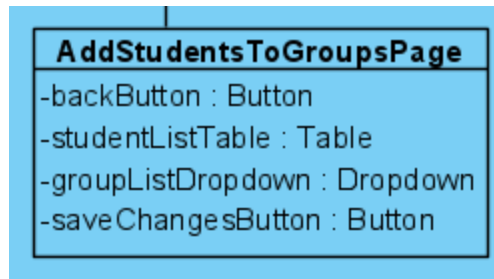 AddStudentsToGroupsPage
-backButton : Button
-studentListTable : Table
-groupListDropdown : Dropdown
-saveChangesButton : Button